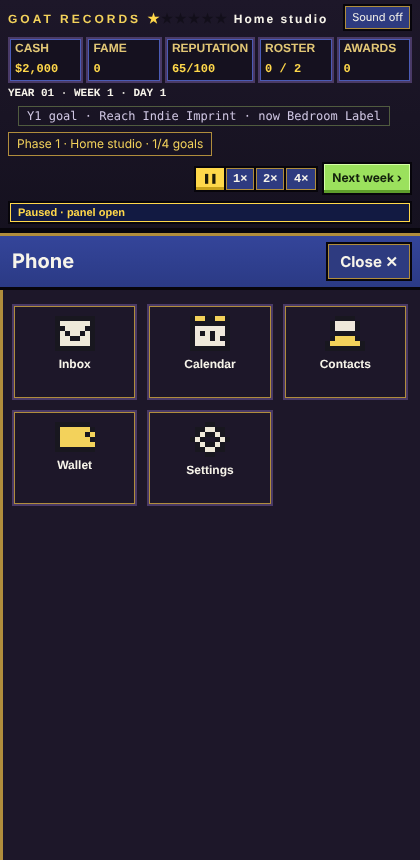 GOAT RECORDS ★★★★★★ Home studio
Sound off
CASH
$2,000
FAME
0
REPUTATION
65/100
ROSTER
0 / 2
AWARDS
0
YEAR 01 · WEEK 1 · DAY 1
Y1 goal · Reach Indie Imprint · now Bedroom Label
Phase 1 · Home studio · 1/4 goals
1×
2×
4×
Next week ›
Paused · panel open
Phone
Close ✕
Inbox
Calendar
Contacts
Wallet
Settings